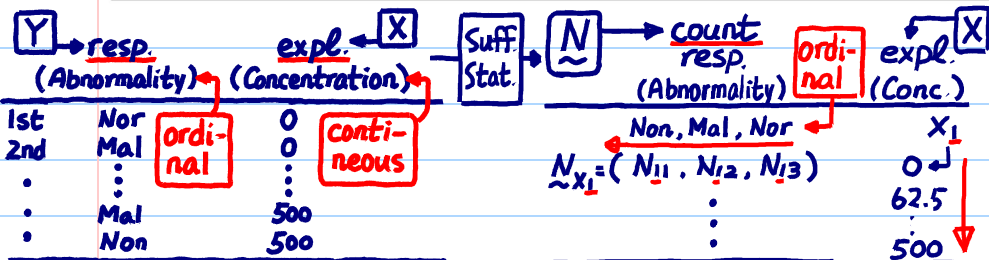 Y → resp. expl. ← X
(Abnormality) (Concentration)
1st Nor 0
2nd Mal 0
ordi-
nal
conti-
neous
Mal 500
Non 500
Suff.
Stat.
N → count expl. X
resp.
(Abnormality) (Conc.)
ordi-
nal
Non, Mal, Nor X1
N X1 = ( N11 , N12 , N13 ) 0
62.5
500